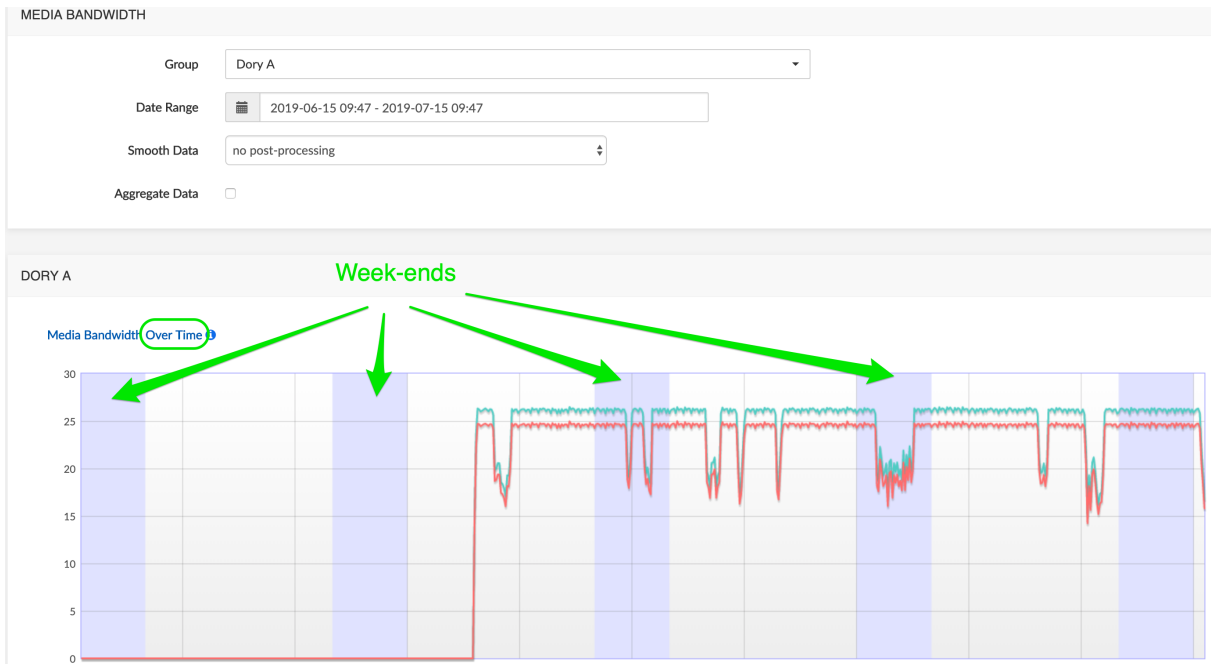 MEDIA BANDWIDTH
Group Dory A
Date Range 2019-06-15 09:47 - 2019-07-15 09:47
Smooth Data no post-processing
Aggregate Data
DORY A
Week-ends
Media Bandwidth Over Time
30
25
20
15
10
5
0